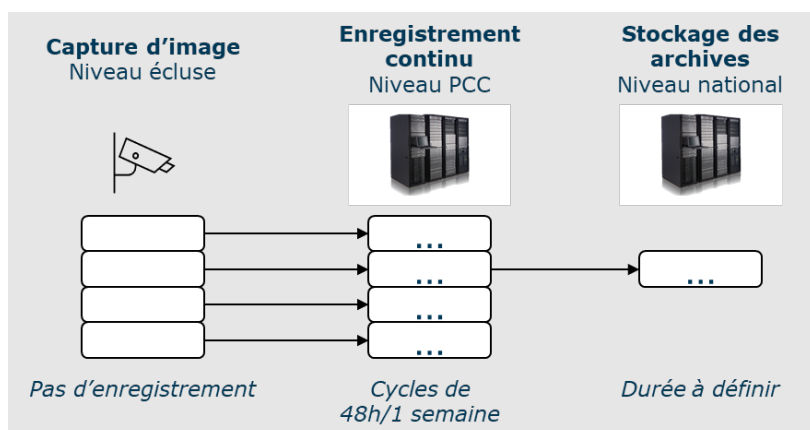 Capture d’image
Niveau écluse
Enregistrement
continu
Niveau PCC
Stockage des
archives
Niveau national
...
...
...
...
...
Pas d’enregistrement
Cycles de
48h/1 semaine
Durée à définir